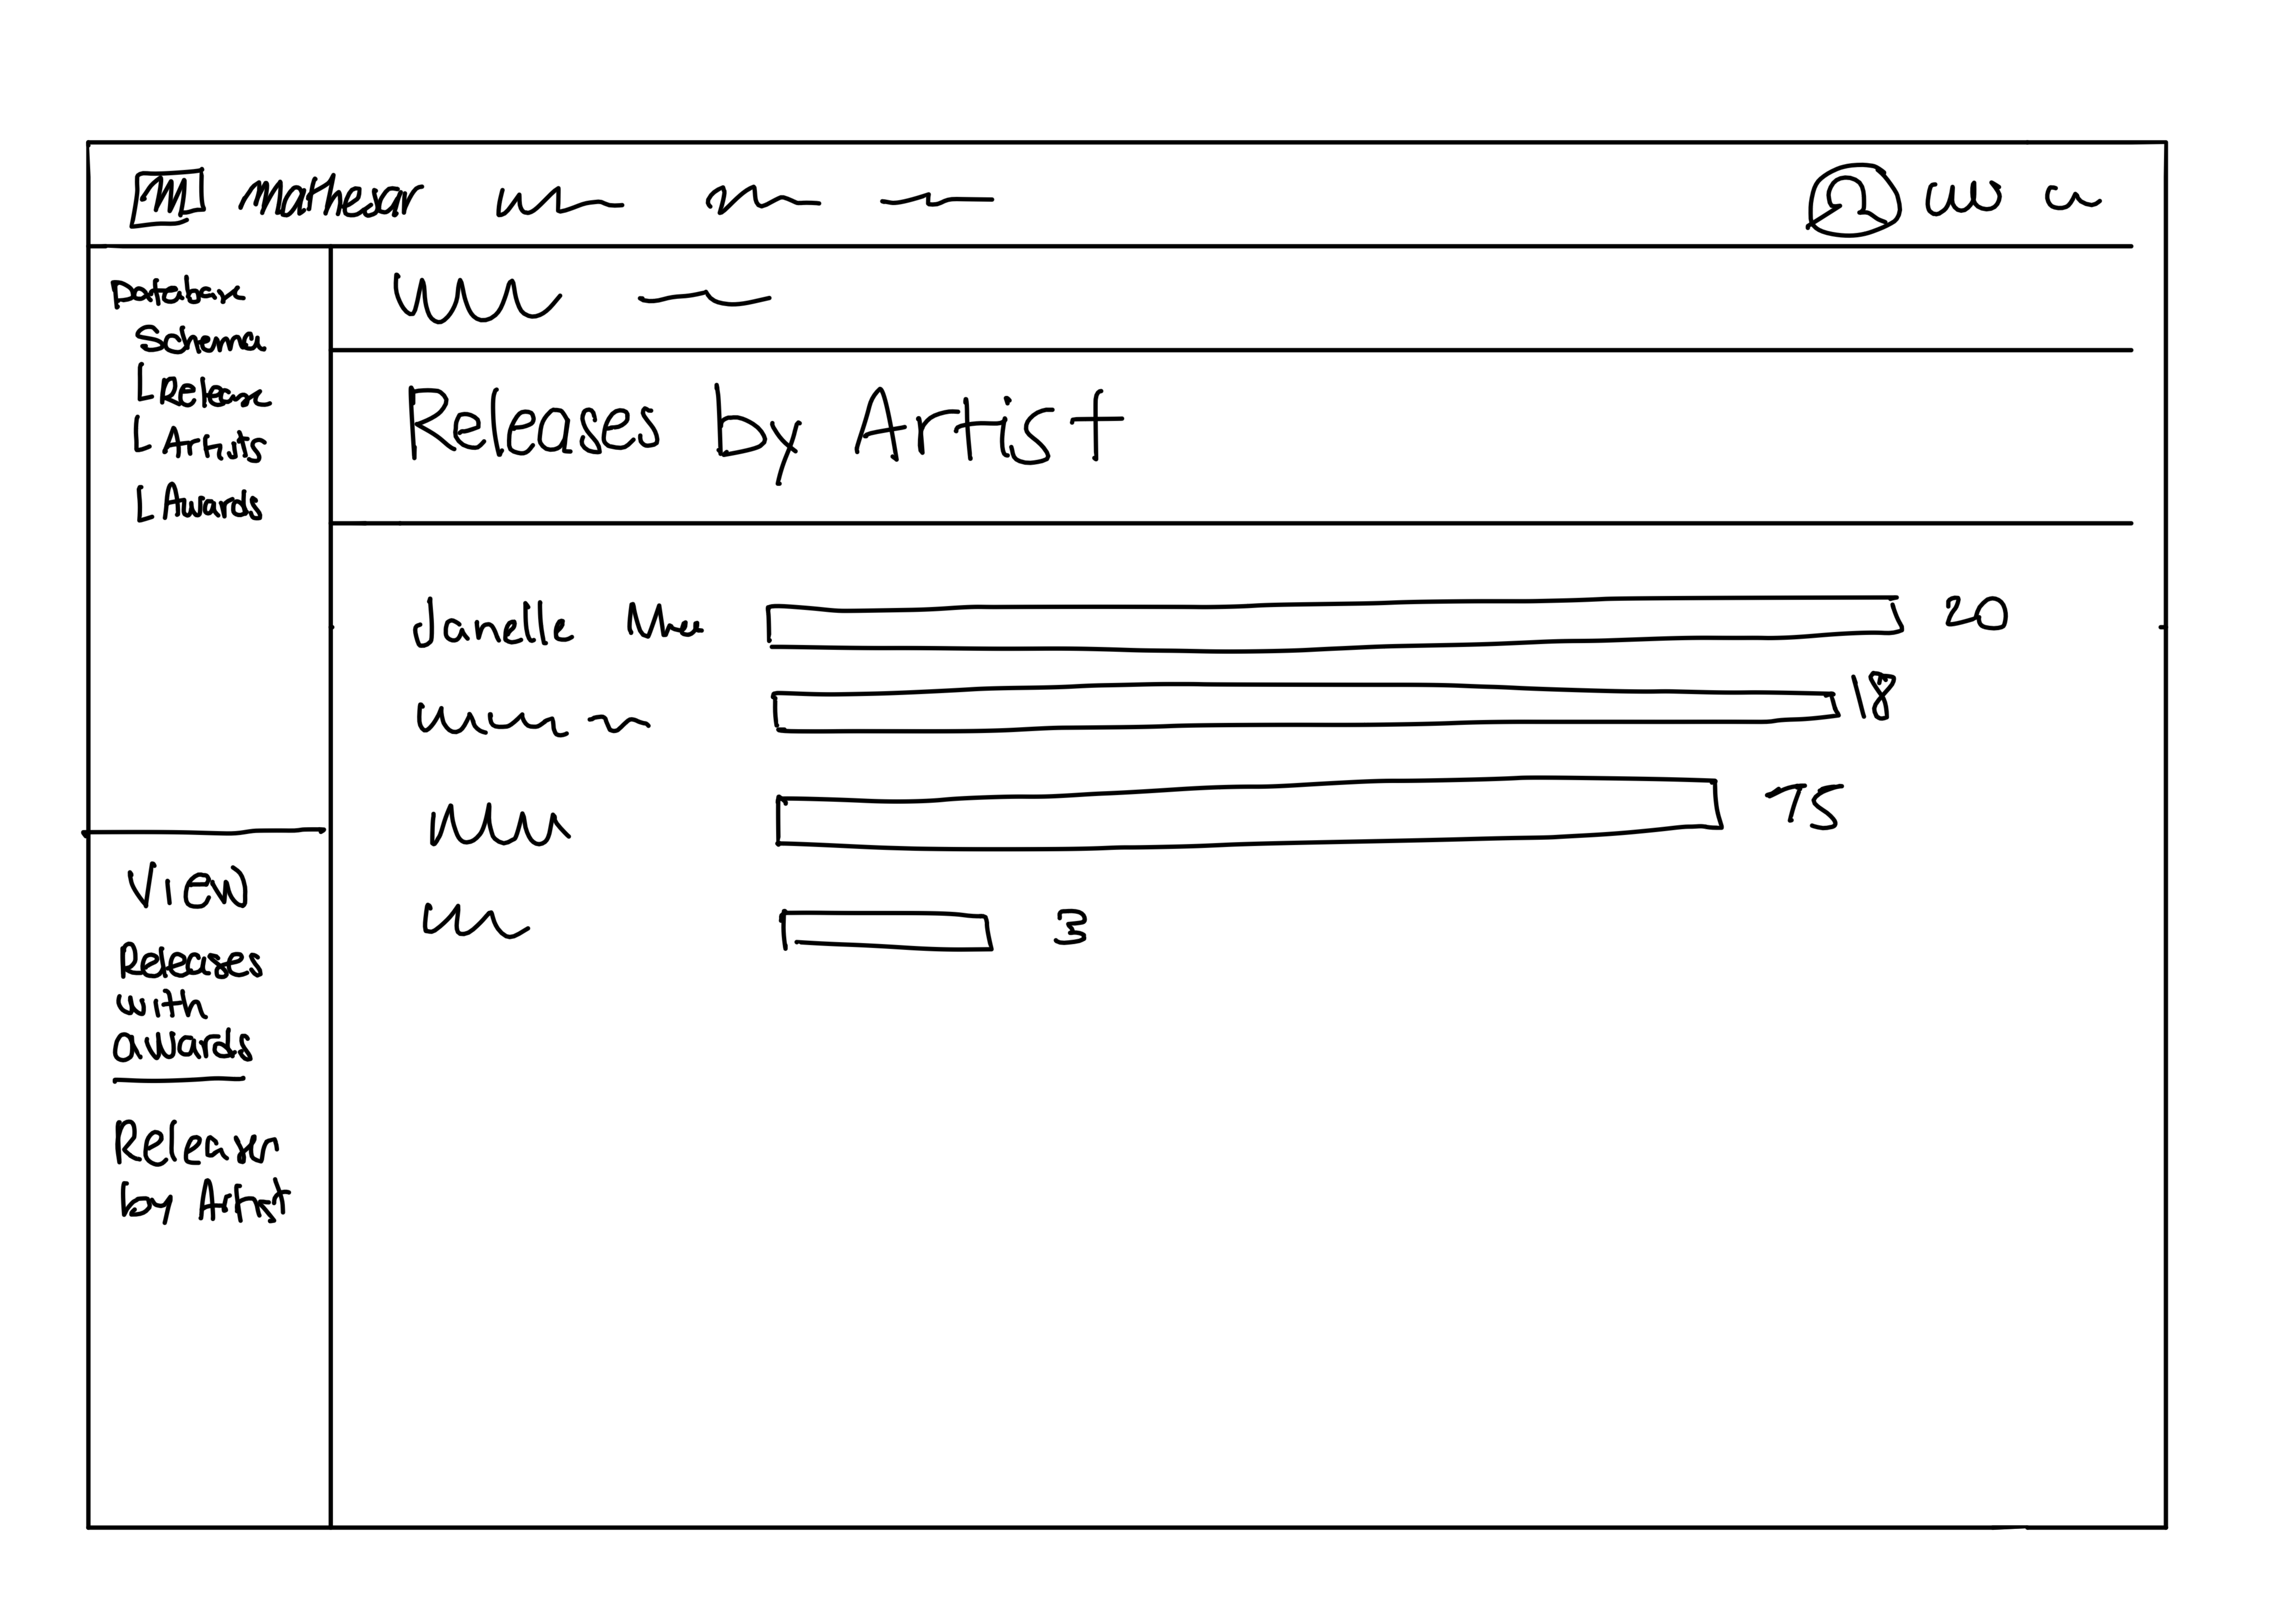 M Mathesar
Database
Schema
Release
Artists
Awards
Releases by Artist
Janelle 20
18
75
3
VIEW
Releases
with
awards
Releases
by Artist